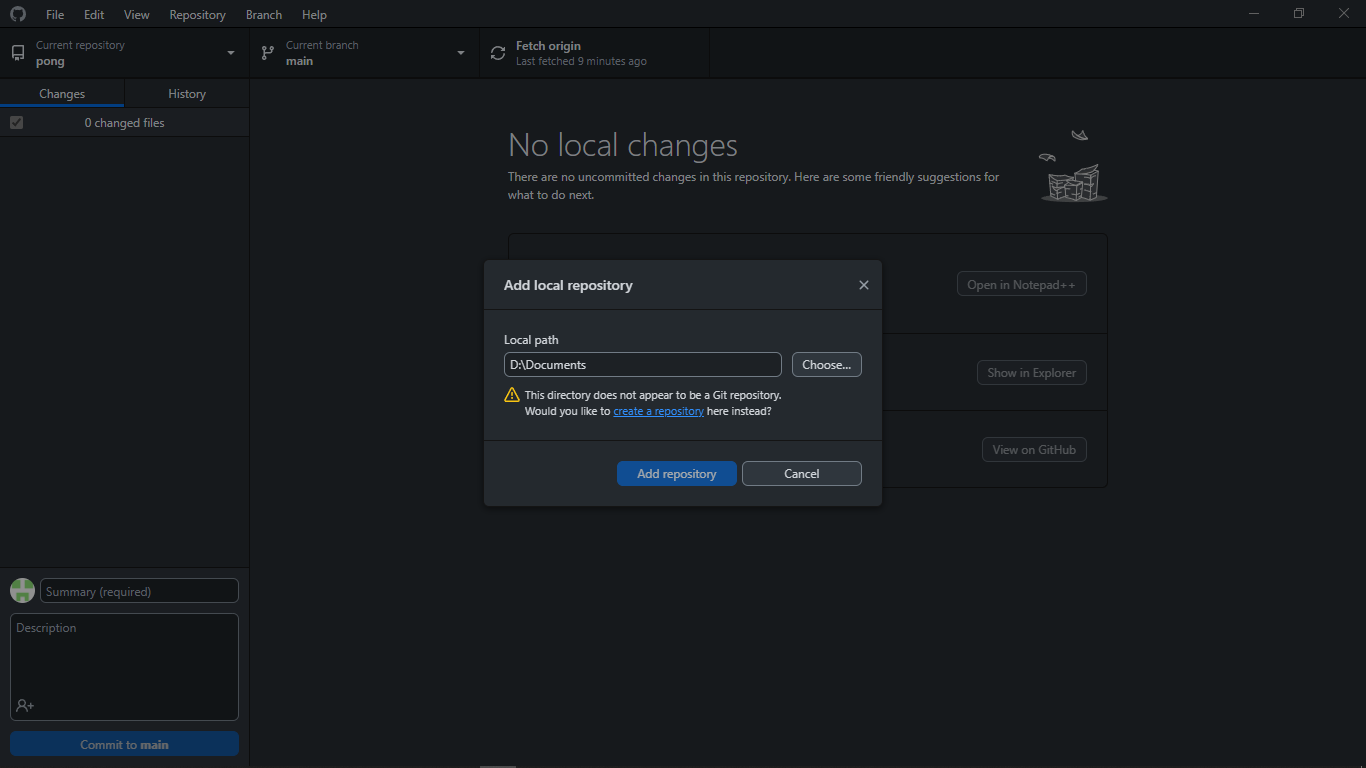 File Edit View Repository Branch Help
Current repository
pong
Current branch
main
Fetch origin
Last fetched 9 minutes ago
Changes
History
0 changed files
No local changes
There are no uncommitted changes in this repository. Here are some friendly suggestions for
what to do next.
Open in Notepad++
Show in Explorer
View on GitHub
Add local repository
Local path
D:\Documents
Choose...
This directory does not appear to be a Git repository.
Would you like to create a repository here instead?
Add repository
Cancel
Summary (required)
Description
Commit to main